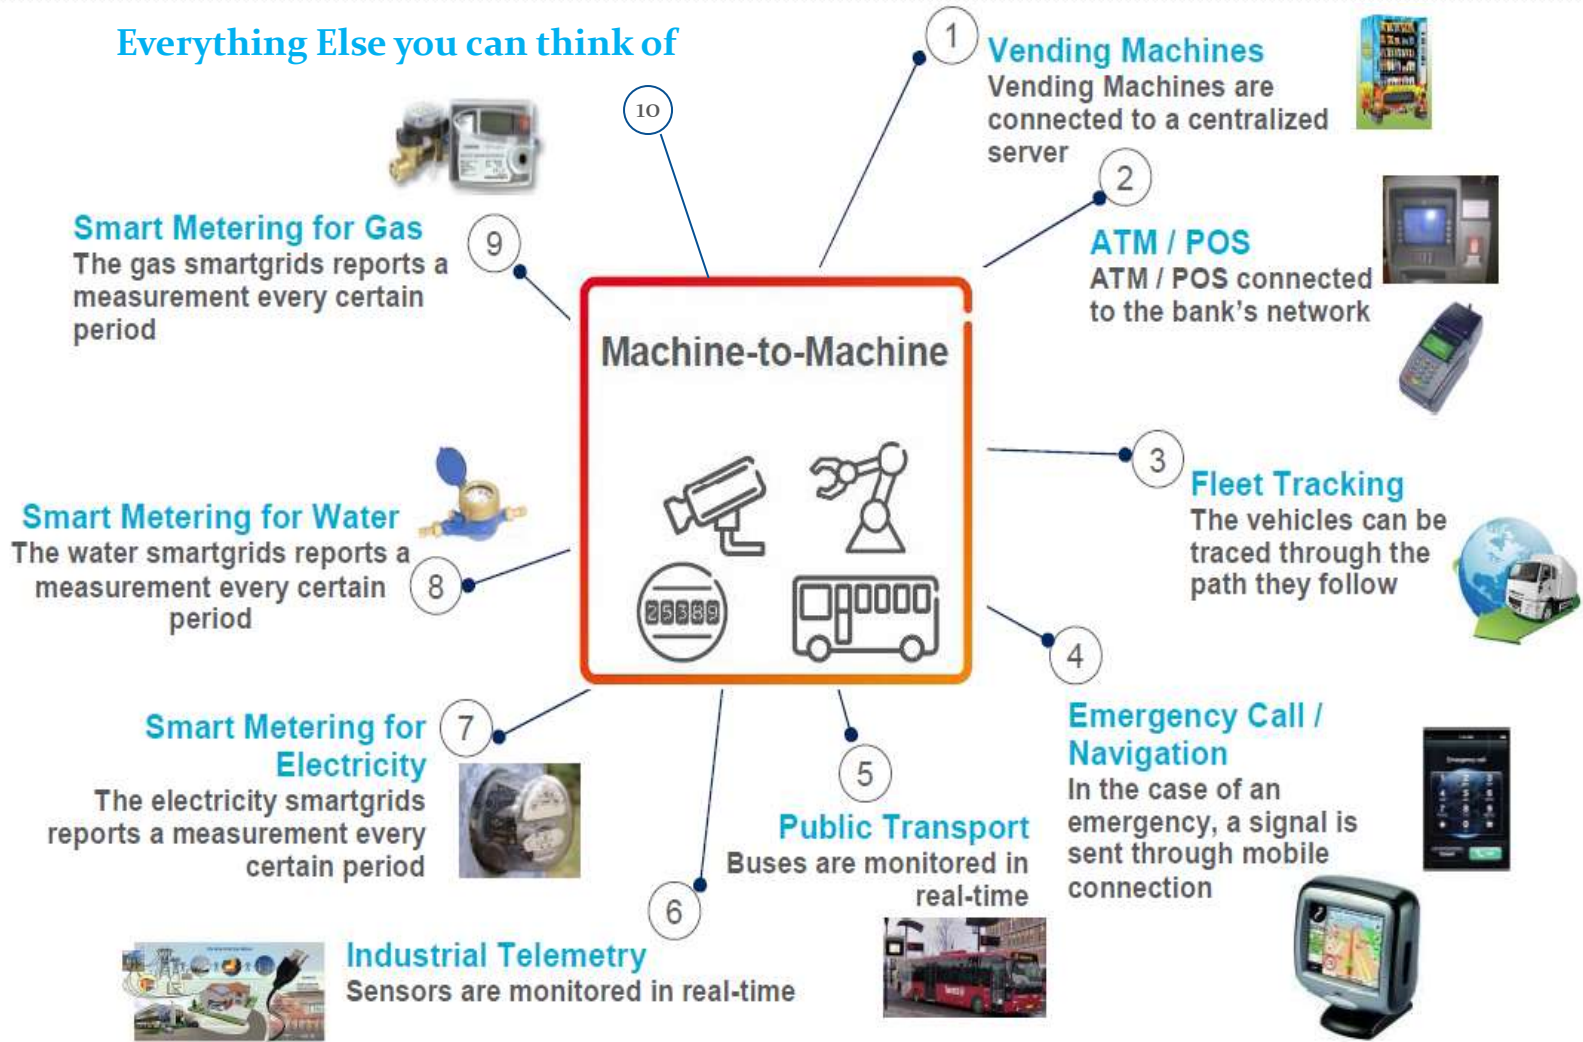 Everything Else you can think of
10
1
Vending Machines
Vending Machines are
connected to a centralized
server
2
ATM / POS
ATM / POS connected
to the bank's network
3
Fleet Tracking
The vehicles can be
traced through the
path they follow
4
Emergency Call /
Navigation
In the case of an
emergency, a signal is
sent through mobile
connection
5
Public Transport
Buses are monitored in
real-time
6
Industrial Telemetry
Sensors are monitored in real-time
7
Smart Metering for
Electricity
The electricity smartgrids
reports a measurement every
certain period
8
Smart Metering for Water
The water smartgrids reports a
measurement every certain
period
9
Smart Metering for Gas
The gas smartgrids reports a
measurement every certain
period
Machine-to-Machine
25389